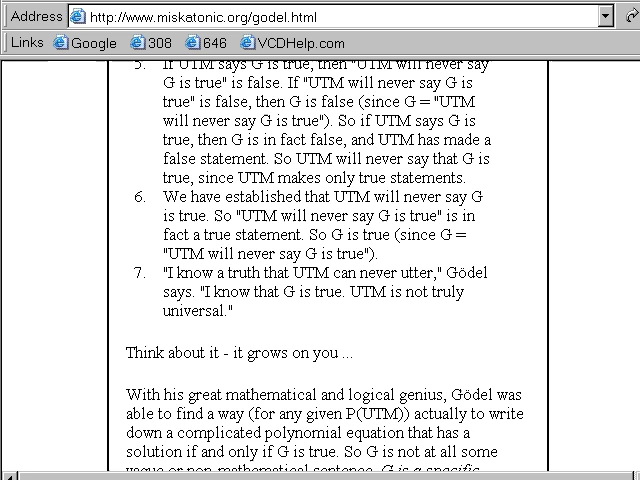 Address http://www.miskatonic.org/godel.html
Links Google 308 646 VCDHelp.com
5. If UTM says G is true, then "UTM will never say
G is true" is false. If "UTM will never say G is
true" is false, then G is false (since G = "UTM
will never say G is true"). So if UTM says G is
true, then G is in fact false, and UTM has made a
false statement. So UTM will never say that G is
true, since UTM makes only true statements.
6. We have established that UTM will never say G
is true. So "UTM will never say G is true" is in
fact a true statement. So G is true (since G =
"UTM will never say G is true").
7. "I know a truth that UTM can never utter," Gödel
says. "I know that G is true. UTM is not truly
universal."
Think about it - it grows on you ...
With his great mathematical and logical genius, Gödel was
able to find a way (for any given P(UTM)) actually to write
down a complicated polynomial equation that has a
solution if and only if G is true. So G is not at all some
vague or non-mathematical sentence. G is a specific